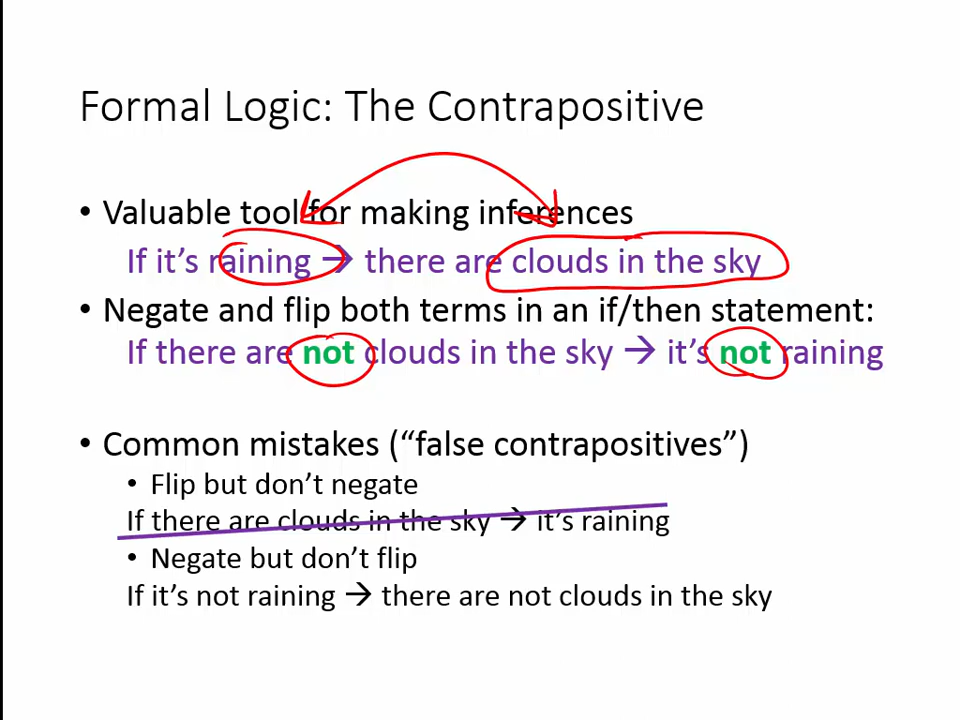 Formal Logic: The Contrapositive
• Valuable tool for making inferences
If it's raining → there are clouds in the sky
• Negate and flip both terms in an if/then statement:
If there are not clouds in the sky → it's not raining
• Common mistakes (“false contrapositives”)
• Flip but don't negate
If there are clouds in the sky → it's raining
• Negate but don't flip
If it's not raining → there are not clouds in the sky